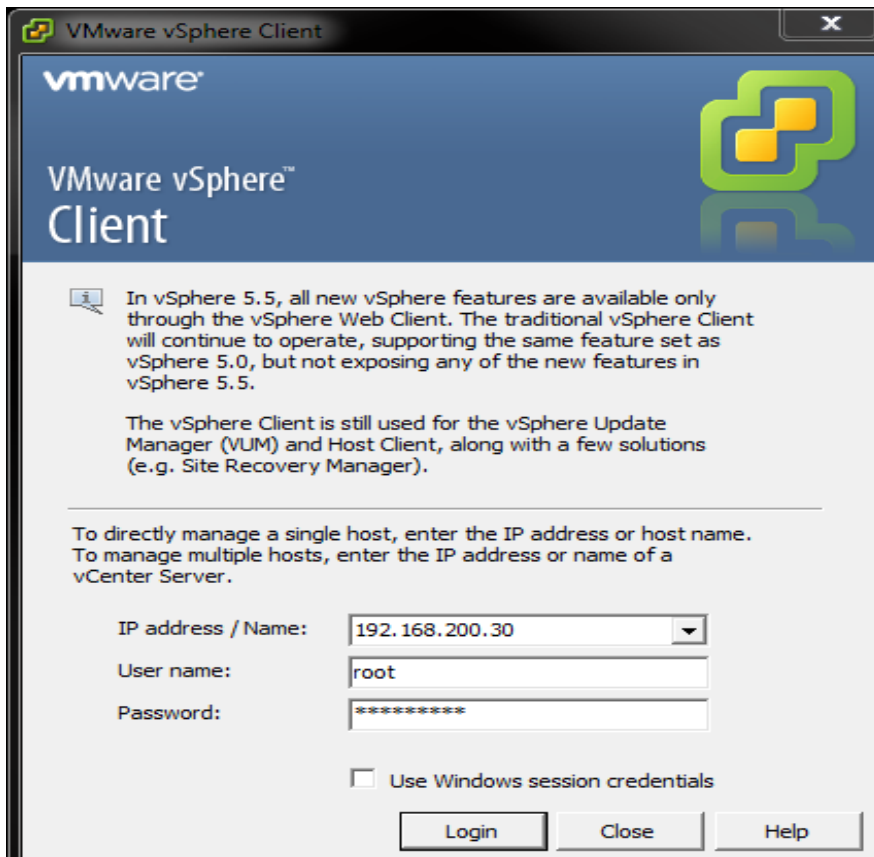 VMware vSphere Client
vmware
VMware vSphere™
Client
In vSphere 5.5, all new vSphere features are available only
through the vSphere Web Client. The traditional vSphere Client
will continue to operate, supporting the same feature set as
vSphere 5.0, but not exposing any of the new features in
vSphere 5.5.
The vSphere Client is still used for the vSphere Update
Manager (VUM) and Host Client, along with a few solutions
(e.g. Site Recovery Manager).
To directly manage a single host, enter the IP address or host name.
To manage multiple hosts, enter the IP address or name of a
vCenter Server.
IP address / Name: 192.168.200.30
User name: root
Password: *********
Use Windows session credentials
Login Close Help